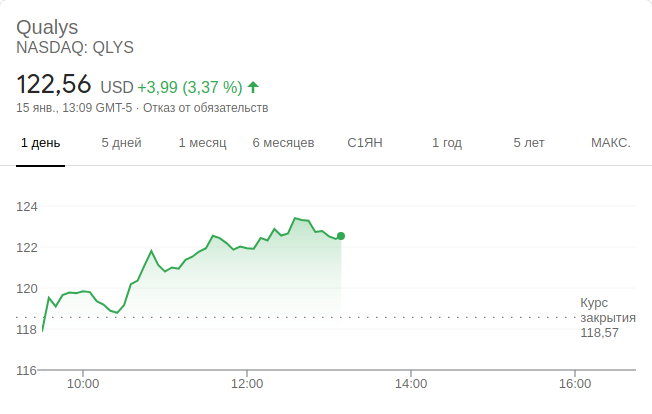 Qualys
NASDAQ: QLYS
122,56 USD +3,99 (3,37 %)
15 янв., 13:09 GMT-5 · Отказ от обязательств
1 день 5 дней 1 месяц 6 месяцев С1ЯН 1 год 5 лет МАКС.
124
122
120
118
116
Курс
закрытия
118,57
10:00 12:00 14:00 16:00